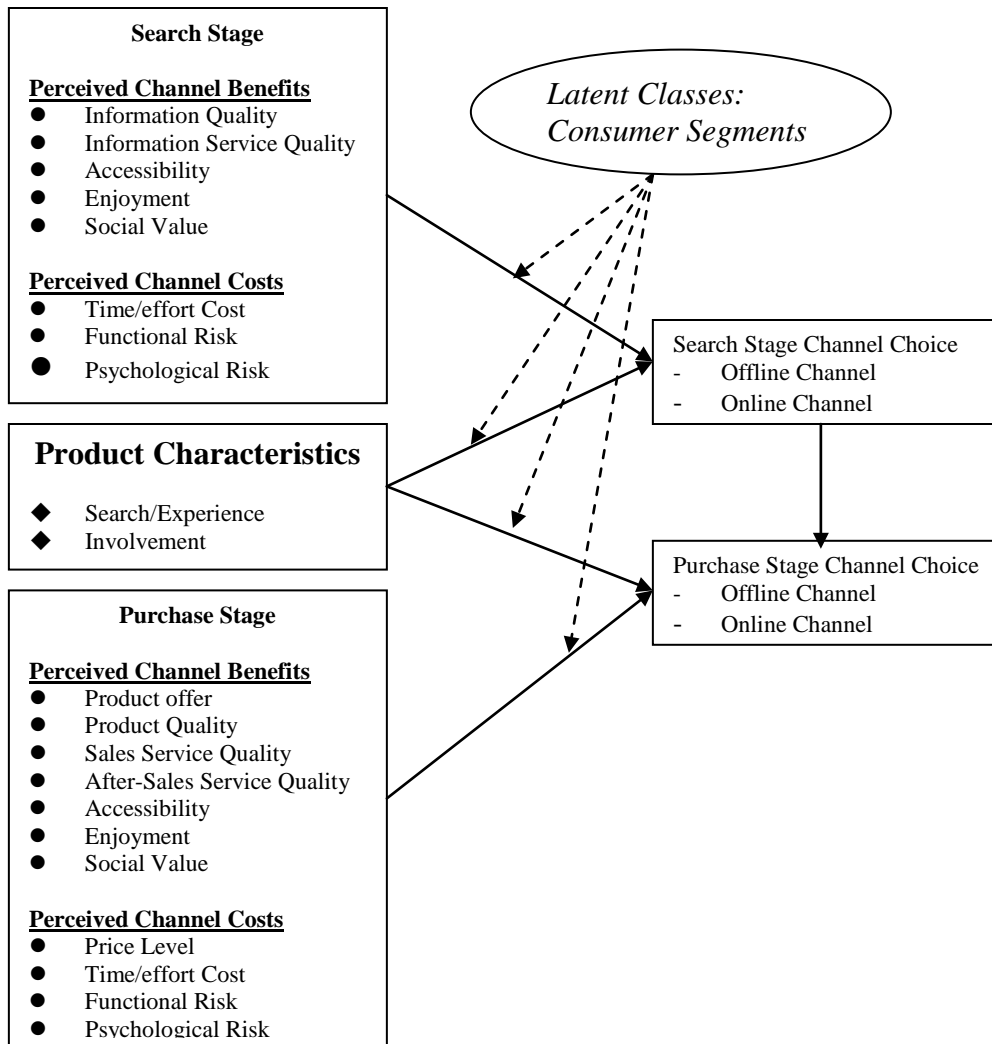 Search Stage
Perceived Channel Benefits
● Information Quality
● Information Service Quality
● Accessibility
● Enjoyment
● Social Value
Perceived Channel Costs
● Time/effort Cost
● Functional Risk
● Psychological Risk
Product Characteristics
◆ Search/Experience
◆ Involvement
Purchase Stage
Perceived Channel Benefits
● Product offer
● Product Quality
● Sales Service Quality
● After-Sales Service Quality
● Accessibility
● Enjoyment
● Social Value
Perceived Channel Costs
● Price Level
● Time/effort Cost
● Functional Risk
● Psychological Risk
Latent Classes:
Consumer Segments
Search Stage Channel Choice
- Offline Channel
- Online Channel
Purchase Stage Channel Choice
- Offline Channel
- Online Channel